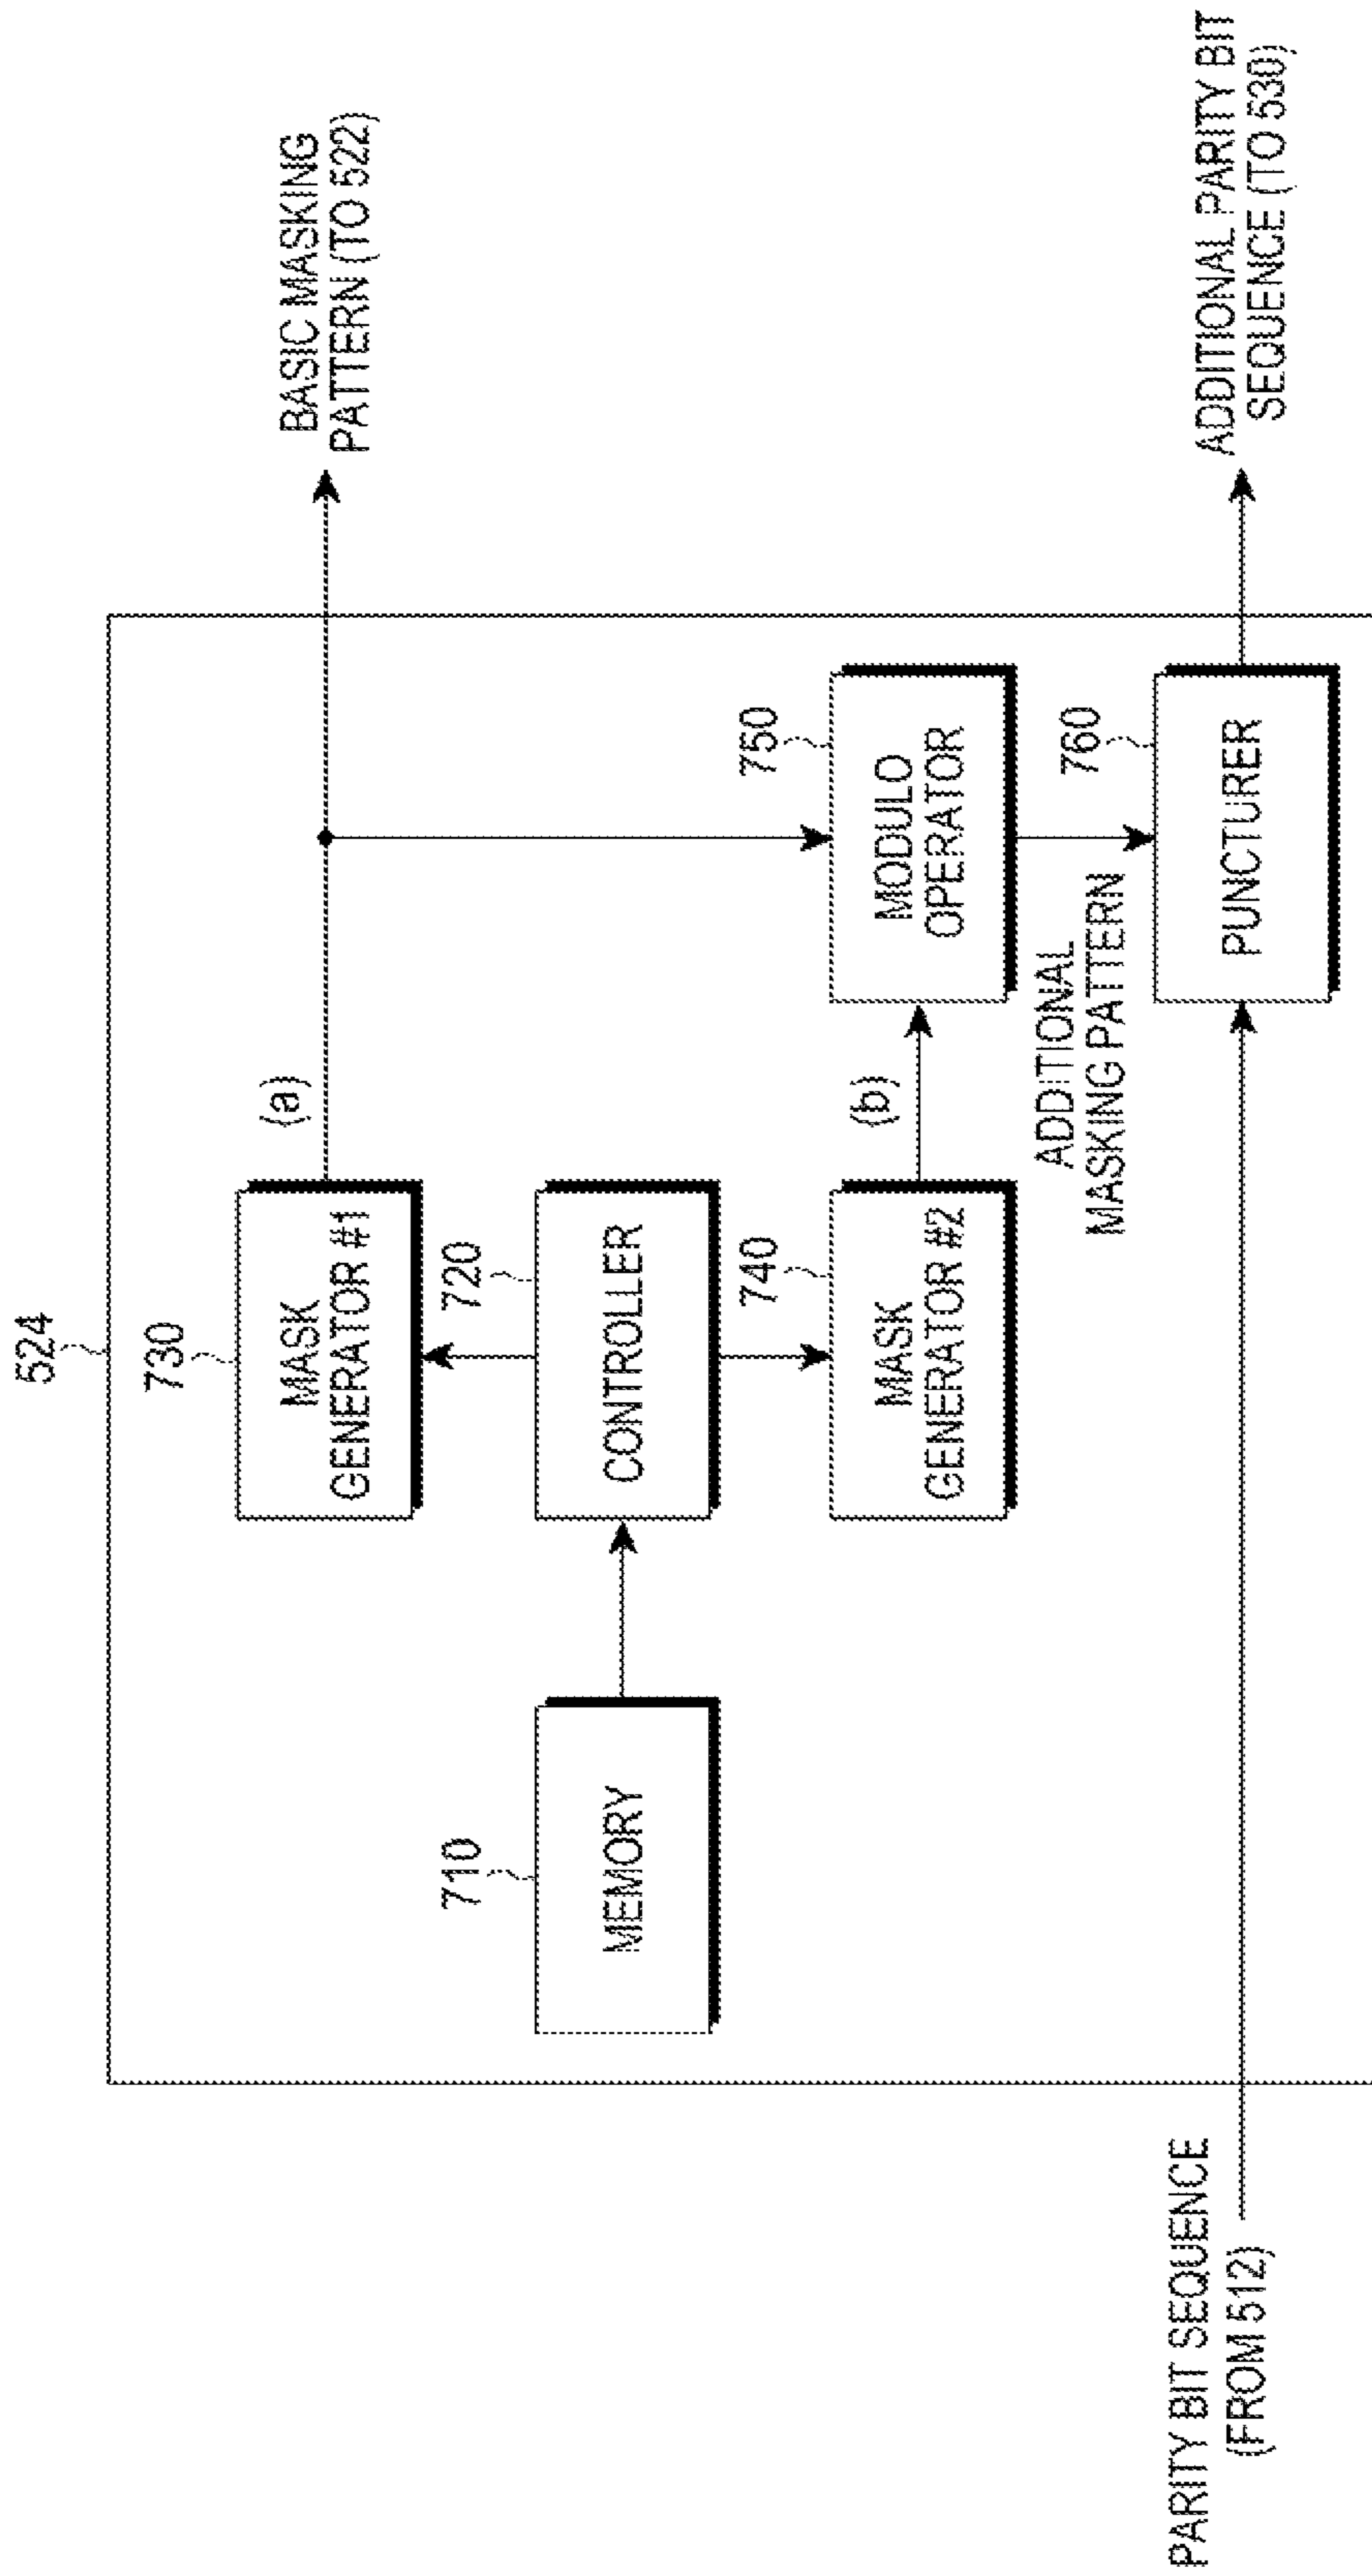 524
730
MASK
GENERATOR #1
(a)
BASIC MASKING
PATTERN (TO 522)
710
MEMORY
720
CONTROLLER
740
MASK
GENERATOR #2
(b)
750
MODULO
OPERATOR
ADDITIONAL
MASKING PATTERN
760
PUNCTURER
PARITY BIT SEQUENCE
(FROM 512)
ADDITIONAL PARITY BIT
SEQUENCE (TO 530)